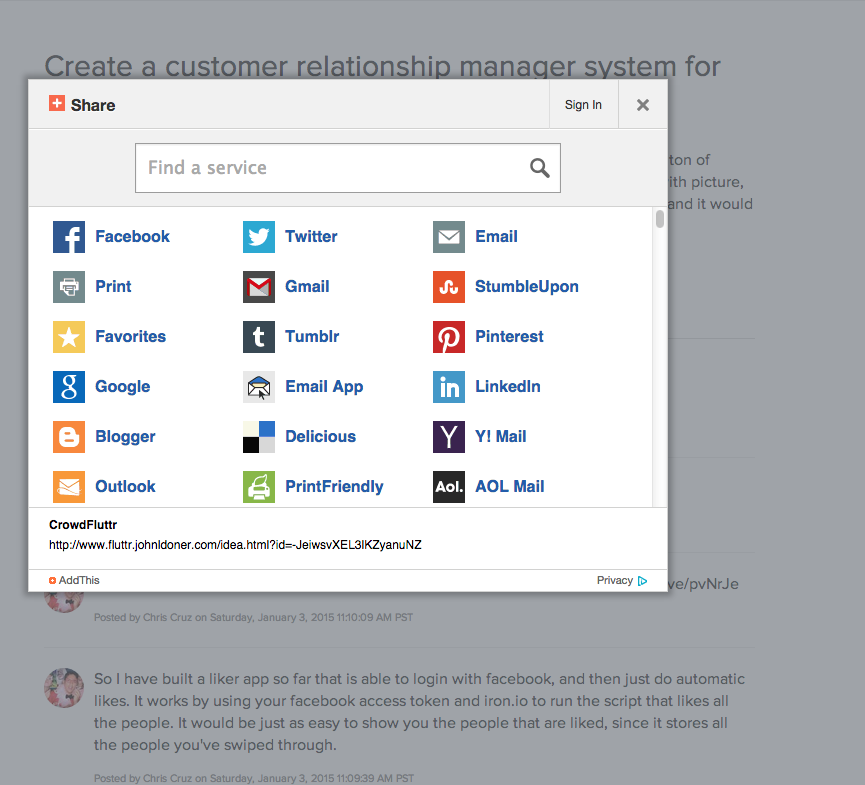 Create a customer relationship manager system for
Share
Sign In
ton of
ith picture,
and it would
Find a service
Facebook
Twitter
Email
Print
Gmail
StumbleUpon
Favorites
Tumblr
Pinterest
Google
Email App
LinkedIn
Blogger
Delicious
Y! Mail
Outlook
PrintFriendly
Aol.
AOL Mail
CrowdFluttr
http://www.fluttr.johnldoner.com/idea.html?id=-JeiwsvXEL3lKZyanuNZ
AddThis
Privacy
ve/pvNrJe
Posted by Chris Cruz on Saturday, January 3, 2015 11:10:09 AM PST
So I have built a liker app so far that is able to login with facebook, and then just do automatic
likes. It works by using your facebook access token and iron.io to run the script that likes all
the people. It would be just as easy to show you the people that are liked, since it stores all
the people you've swiped through.
Posted by Chris Cruz on Saturday, January 3, 2015 11:09:39 AM PST